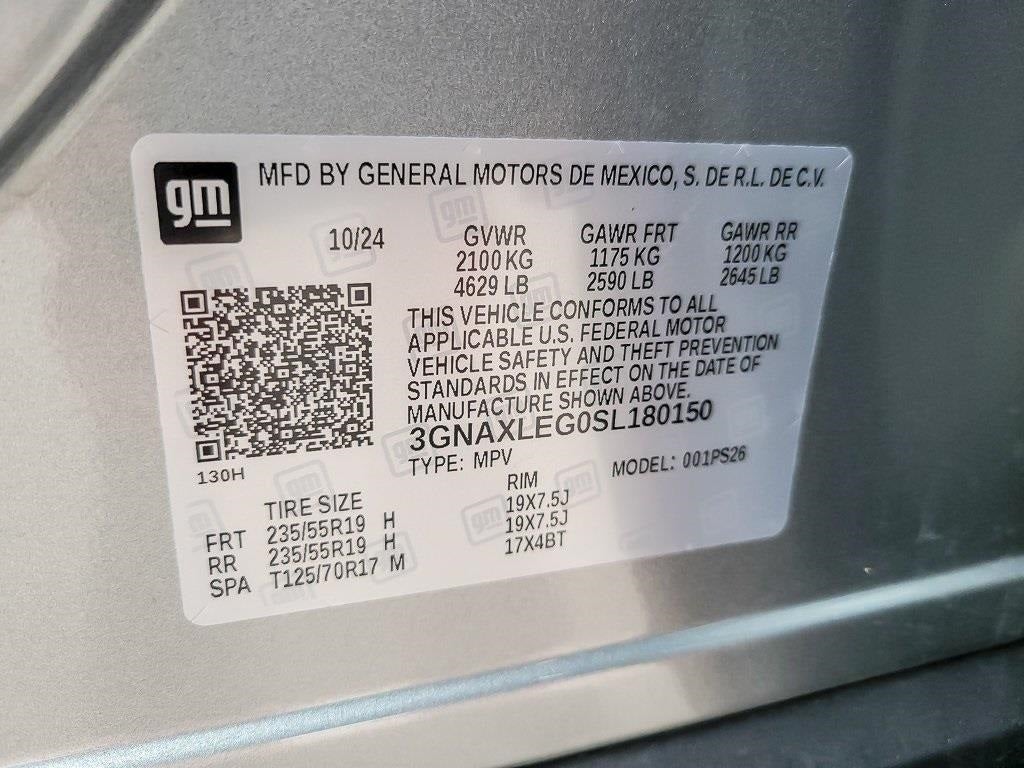 gm
MFD BY GENERAL MOTORS DE MEXICO, S. DE R.L. DE C.V.
10/24 GVWR GAWR FRT GAWR RR
2100 KG 1175 KG 1200 KG
4629 LB 2590 LB 2645 LB
THIS VEHICLE CONFORMS TO ALL
APPLICABLE U.S. FEDERAL MOTOR
VEHICLE SAFETY AND THEFT PREVENTION
STANDARDS IN EFFECT ON THE DATE OF
MANUFACTURE SHOWN ABOVE.
3GNAXLEG0SL180150
130H
TYPE: MPV MODEL: 001PS26
TIRE SIZE RIM
FRT 235/55R19 H 19X7.5J
RR 235/55R19 H 19X7.5J
SPA T125/70R17 M 17X4BT